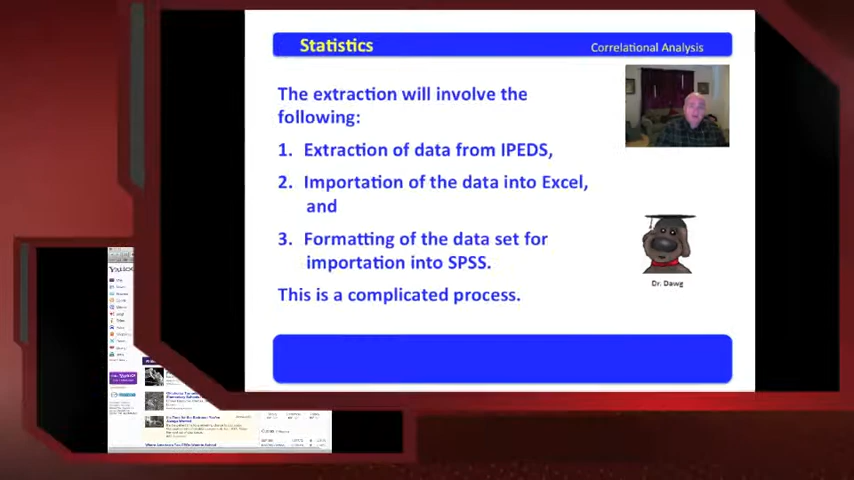 Statistics
Correlational Analysis
The extraction will involve the
following:
1. Extraction of data from IPEDS,
2. Importation of the data into Excel,
and
3. Formatting of the data set for
importation into SPSS.
This is a complicated process.
Dr. Dawg
YAHOO